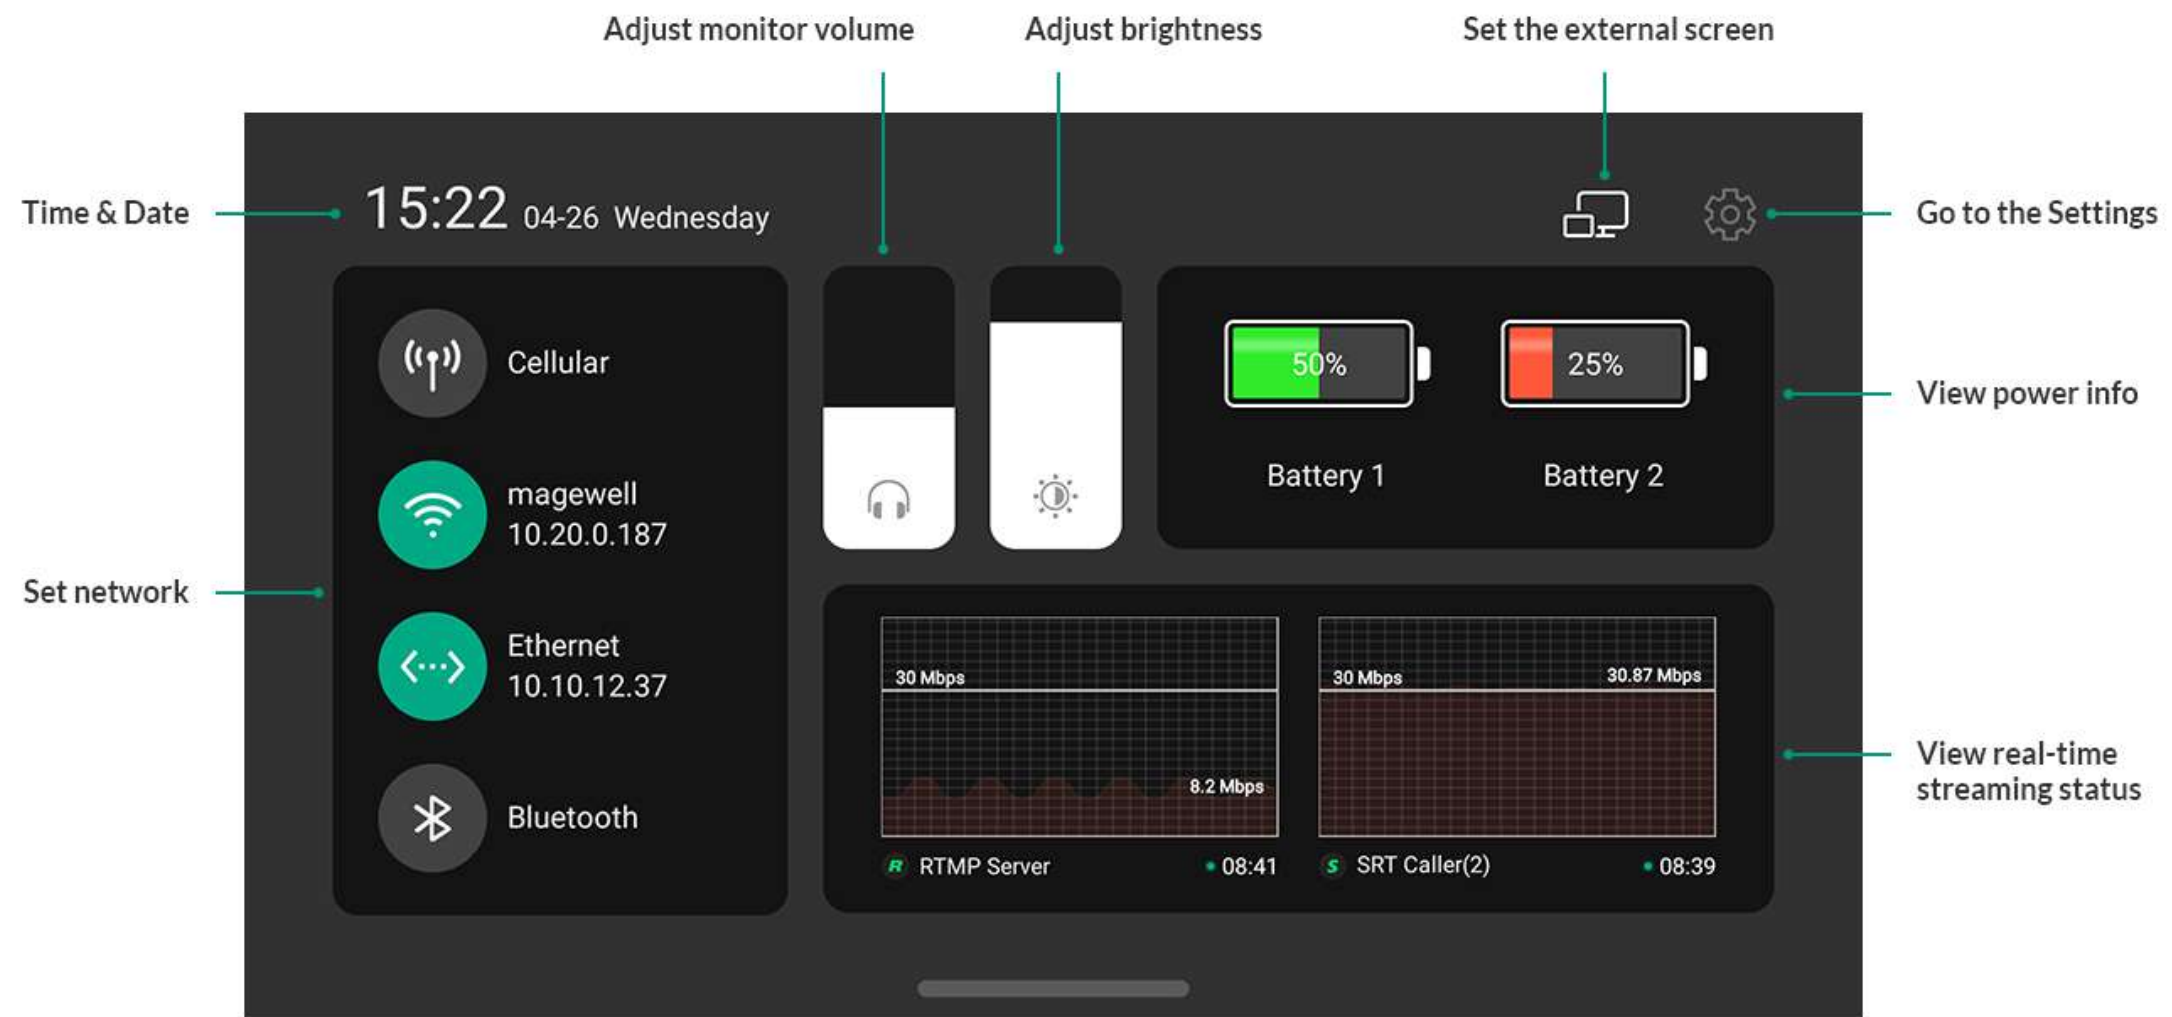 Adjust monitor volume
Adjust brightness
Set the external screen
Time & Date
15:22 04-26 Wednesday
Go to the Settings
Cellular
magewell
10.20.0.187
Ethernet
10.10.12.37
Bluetooth
Set network
50%
25%
Battery 1
Battery 2
View power info
30 Mbps
8.2 Mbps
R RTMP Server
08:41
30 Mbps
30.87 Mbps
S SRT Caller(2)
08:39
View real-time
streaming status